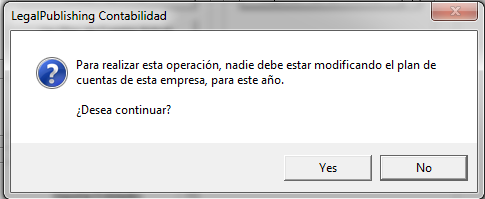 LegalPublishing Contabilidad
Para realizar esta operación, nadie debe estar modificando el plan de
cuentas de esta empresa, para este año.
¿Desea continuar?
Yes
No